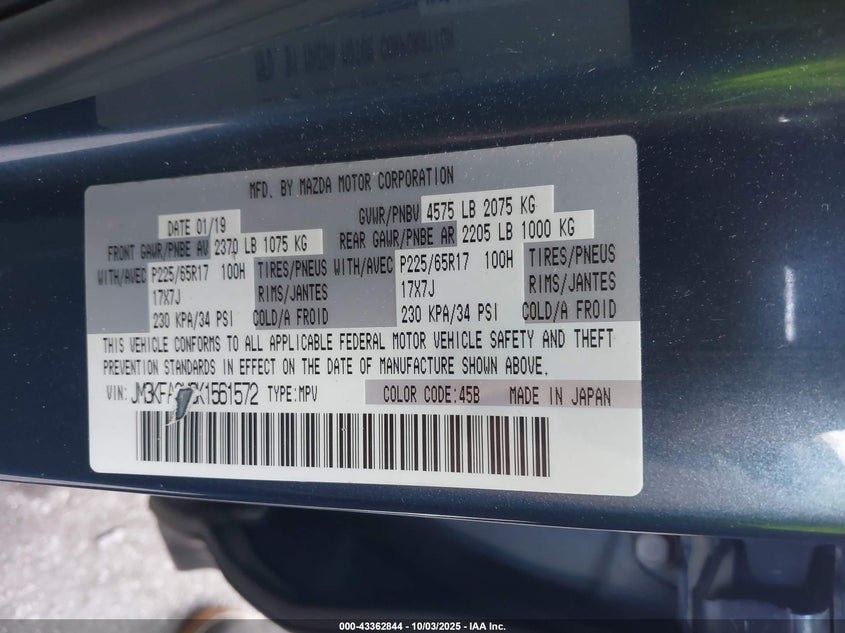 MFD. BY MAZDA MOTOR CORPORATION
DATE 01/19
GVWR/PNBV 4575 LB 2075 KG
FRONT GAWR/PNBE AV 2370 LB 1075 KG
REAR GAWR/PNBE AR 2205 LB 1000 KG
WITH/AVEC P225/65R17 100H TIRES/PNEUS WITH/AVEC P225/65R17 100H TIRES/PNEUS
17X7J RIMS/JANTES 17X7J RIMS/JANTES
230 KPA/34 PSI COLD/A FROID 230 KPA/34 PSI COLD/A FROID
THIS VEHICLE CONFORMS TO ALL APPLICABLE FEDERAL MOTOR VEHICLE SAFETY AND THEFT
PREVENTION STANDARDS IN EFFECT ON THE DATE OF MANUFACTURE SHOWN ABOVE.
VIN: TYPE:MPV COLOR CODE:45B MADE IN JAPAN
000-43362844 - 10/03/2025 - IAA Inc.